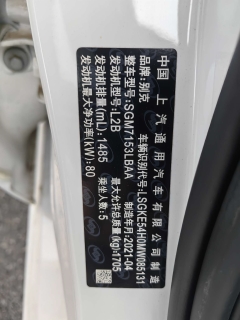 中国 上汽通用汽车有限公司制造
品牌:别克 车辆识别代号:LSGKE54H0MW085131
整车型号:SGM7153LBAA 制造年月:2021-04
发动机型号:L2B 最大允许总质量(kg):1705
发动机排量(mL):1485 乘坐人数:5
发动机最大净功率(kW):80